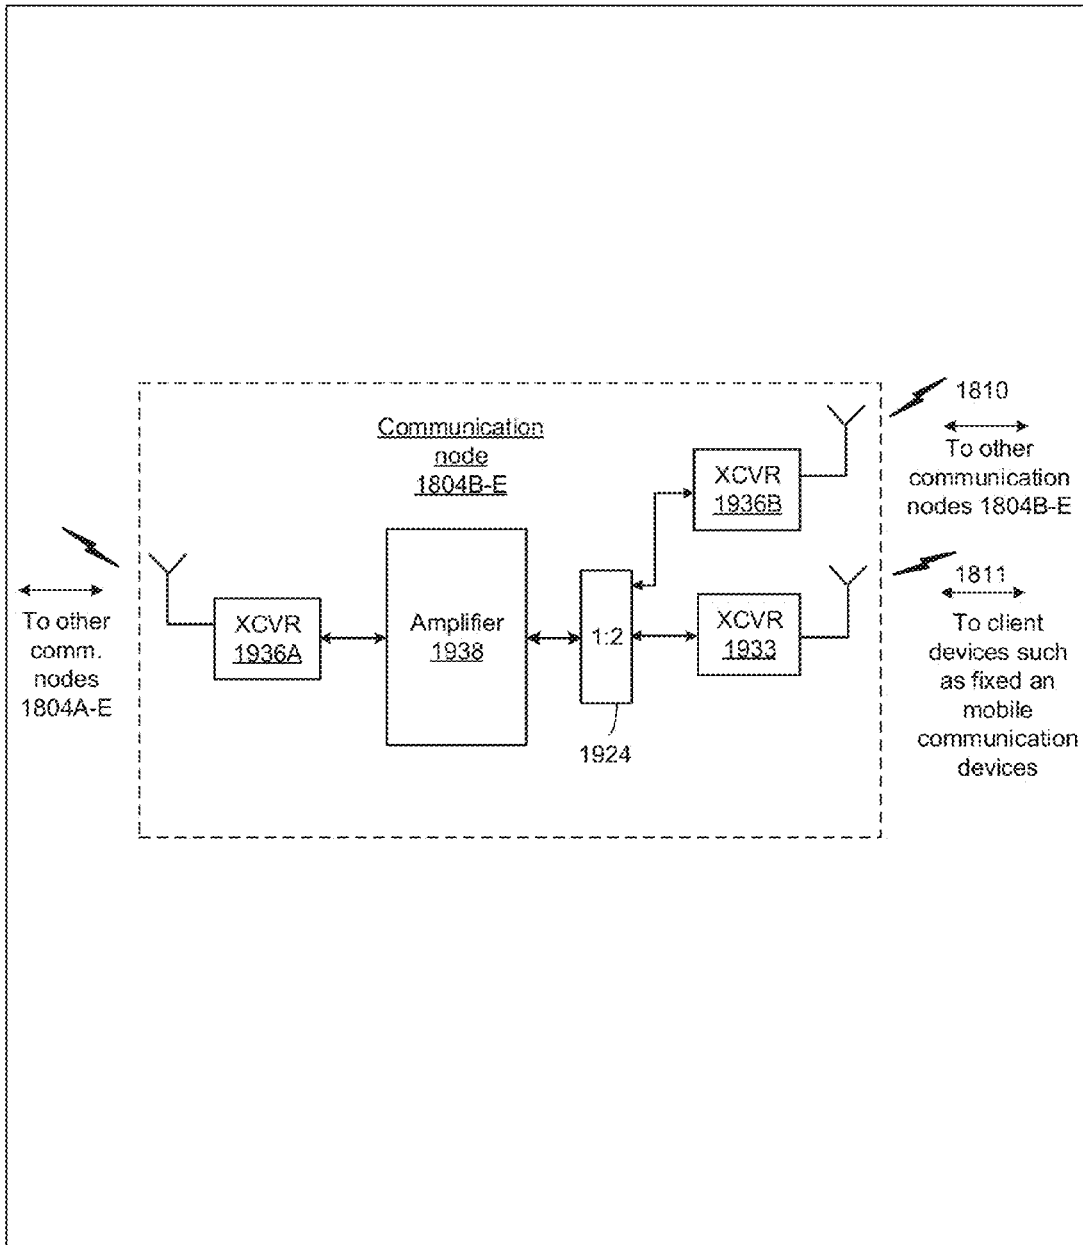 Communication
node
1804B-E
XCVR
1936B
1810
To other
communication
nodes 1804B-E
To other
comm.
nodes
1804A-E
XCVR
1936A
Amplifier
1938
1:2
1924
XCVR
1933
1811
To client
devices such
as fixed an
mobile
communication
devices